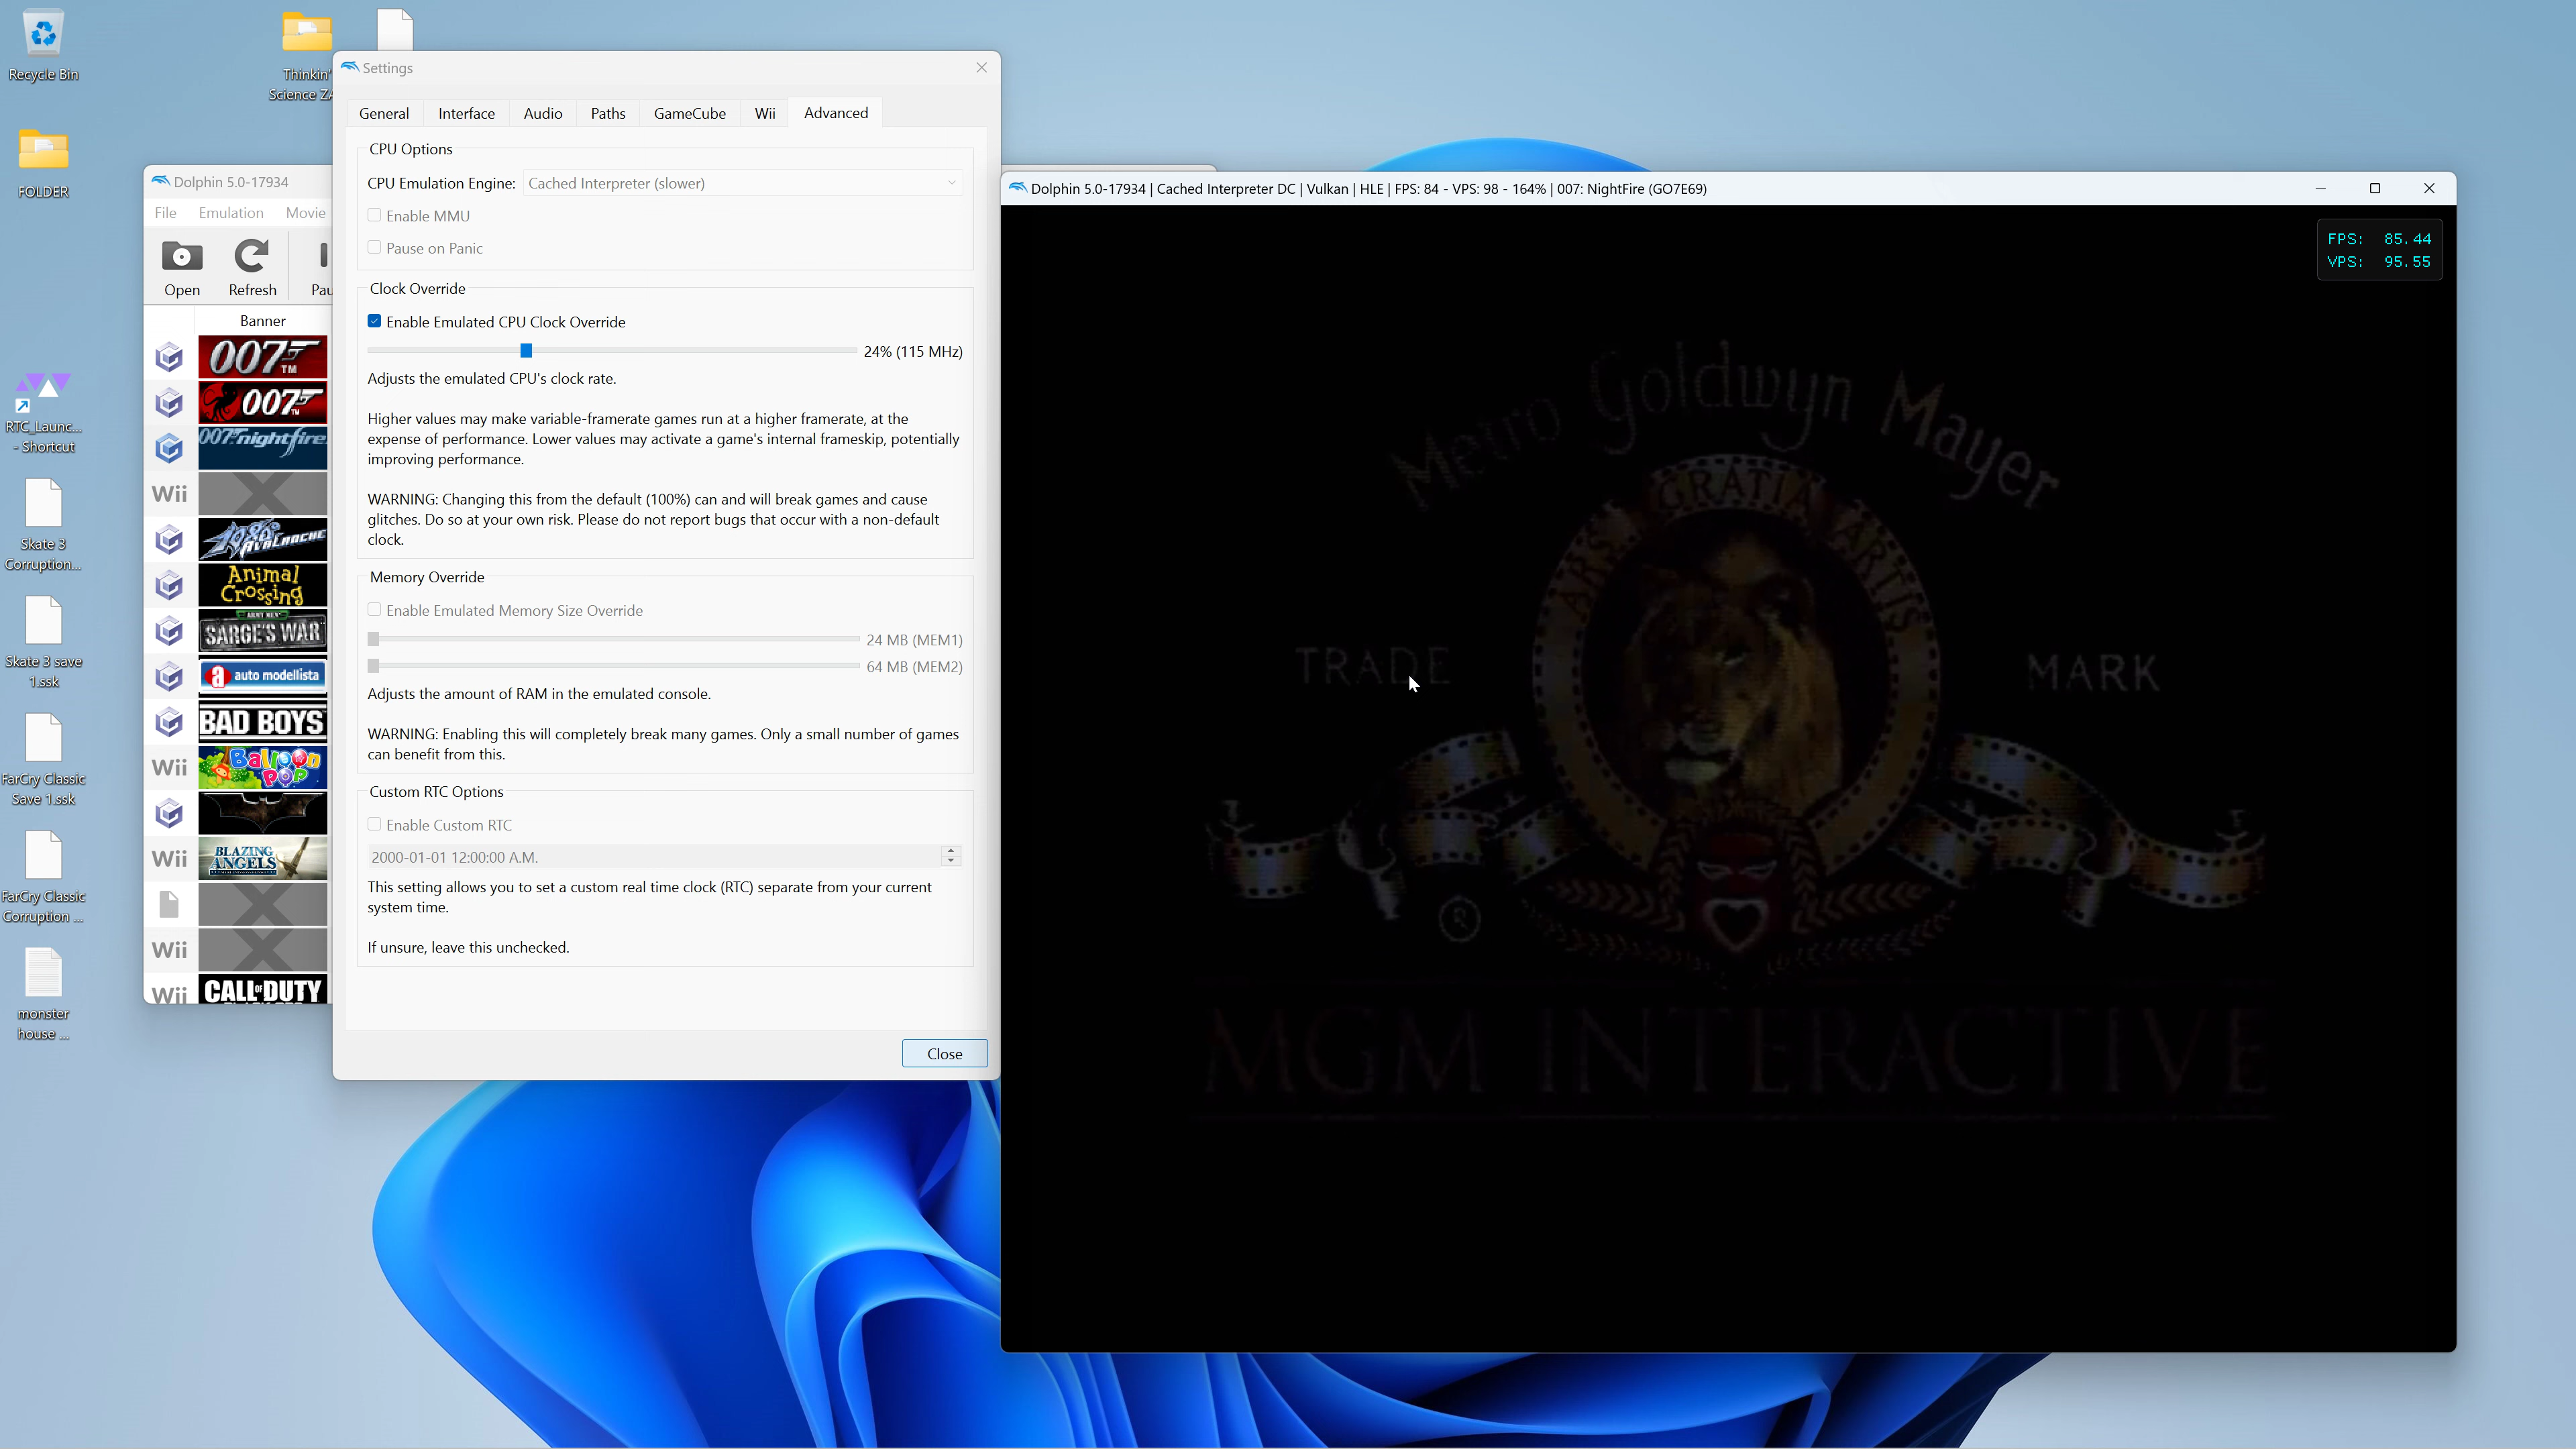 Recycle Bin
Thinkin'
Science ZA
FOLDER
RTC_Launc...
- Shortcut
Skate 3
Corruption...
Skate 3 save
1.ssk
FarCry Classic
Save 1.ssk
FarCry Classic
Corruption ...
monster
house ...
Dolphin 5.0-17934
File Emulation Movie
Open Refresh Pau
Banner
007 TM
007 TM
007: nightfire
Wii
1080° AVALANCHE
Animal
Crossing
ARMY MEN
SARGE'S WAR
a auto modellista
BAD BOYS
Wii
Balloon
POP
Wii
BLAZING
ANGELS
Wii
Wii
CALL OF DUTY
Settings
General Interface Audio Paths GameCube Wii Advanced
CPU Options
CPU Emulation Engine: Cached Interpreter (slower)
Enable MMU
Pause on Panic
Clock Override
Enable Emulated CPU Clock Override
24% (115 MHz)
Adjusts the emulated CPU's clock rate.
Higher values may make variable-framerate games run at a higher framerate, at the
expense of performance. Lower values may activate a game's internal frameskip, potentially
improving performance.
WARNING: Changing this from the default (100%) can and will break games and cause
glitches. Do so at your own risk. Please do not report bugs that occur with a non-default
clock.
Memory Override
Enable Emulated Memory Size Override
24 MB (MEM1)
64 MB (MEM2)
Adjusts the amount of RAM in the emulated console.
WARNING: Enabling this will completely break many games. Only a small number of games
can benefit from this.
Custom RTC Options
Enable Custom RTC
2000-01-01 12:00:00 A.M.
This setting allows you to set a custom real time clock (RTC) separate from your current
system time.
If unsure, leave this unchecked.
Close
Dolphin 5.0-17934 | Cached Interpreter DC | Vulkan | HLE | FPS: 84 - VPS: 98 - 164% | 007: NightFire (GO7E69)
FPS: 85.44
VPS: 95.55
Metro Goldwyn Mayer
ARS GRATIA ARTIS
TRADE MARK
®
MGM INTERACTIVE